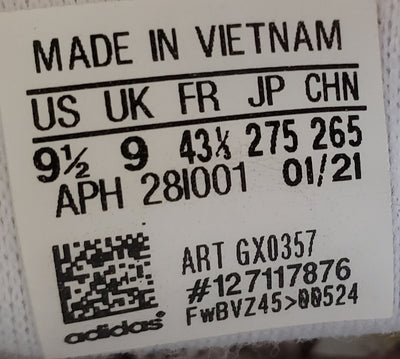 MADE IN VIETNAM
US UK FR JP CHN
9½ 9 43⅓ 275 265
APH 28I001 01/21
ART GX0357
#127117876
FwBVZ45>00524
adidas